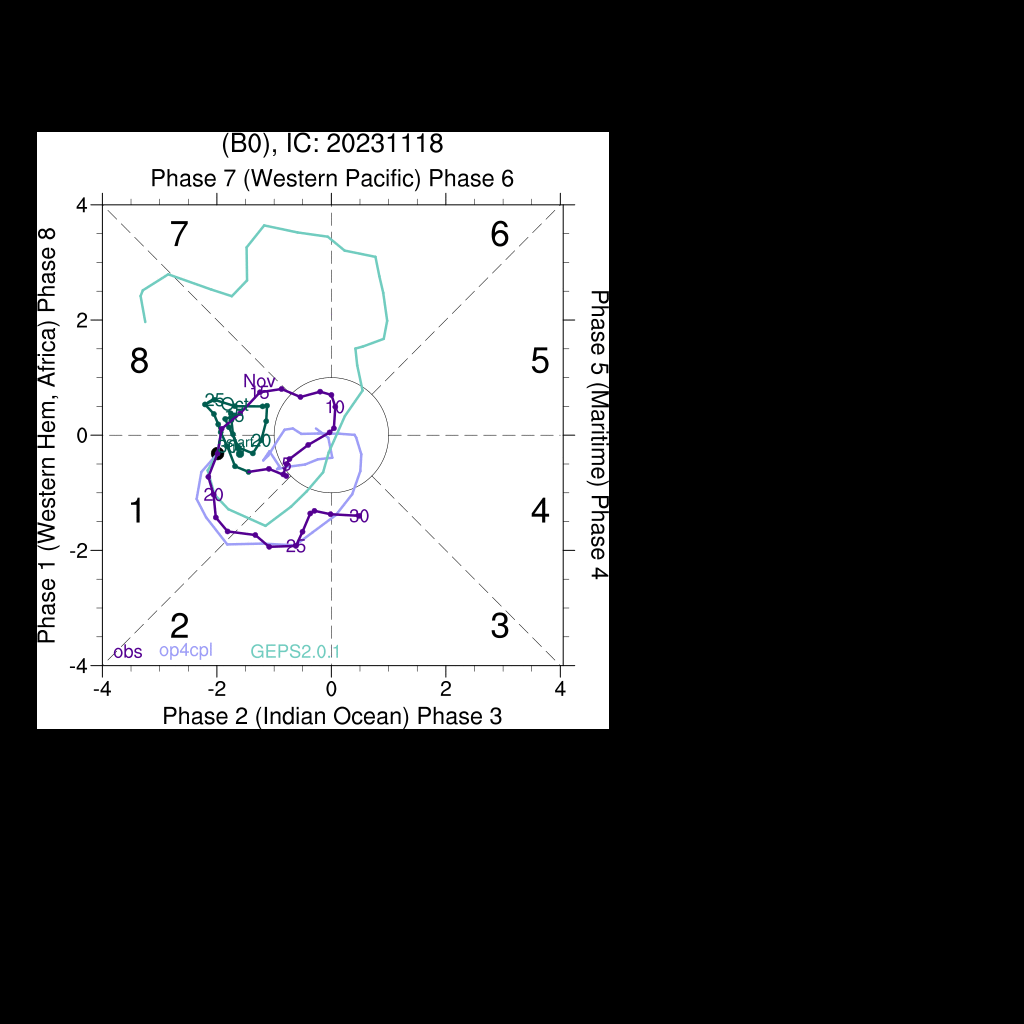 (B0), IC: 20231118
Phase 7 (Western Pacific) Phase 6
4
7
6
Phase 1 (Western Hem, Africa) Phase 8
Phase 5 (Maritime) Phase 4
2
8
5
Nov
15
25
Oct
10
0
20
5
20
1
4
30
-2
25
2
3
obs
op4cpl
GEPS2.0.1
-4
-4
-2
0
2
4
Phase 2 (Indian Ocean) Phase 3